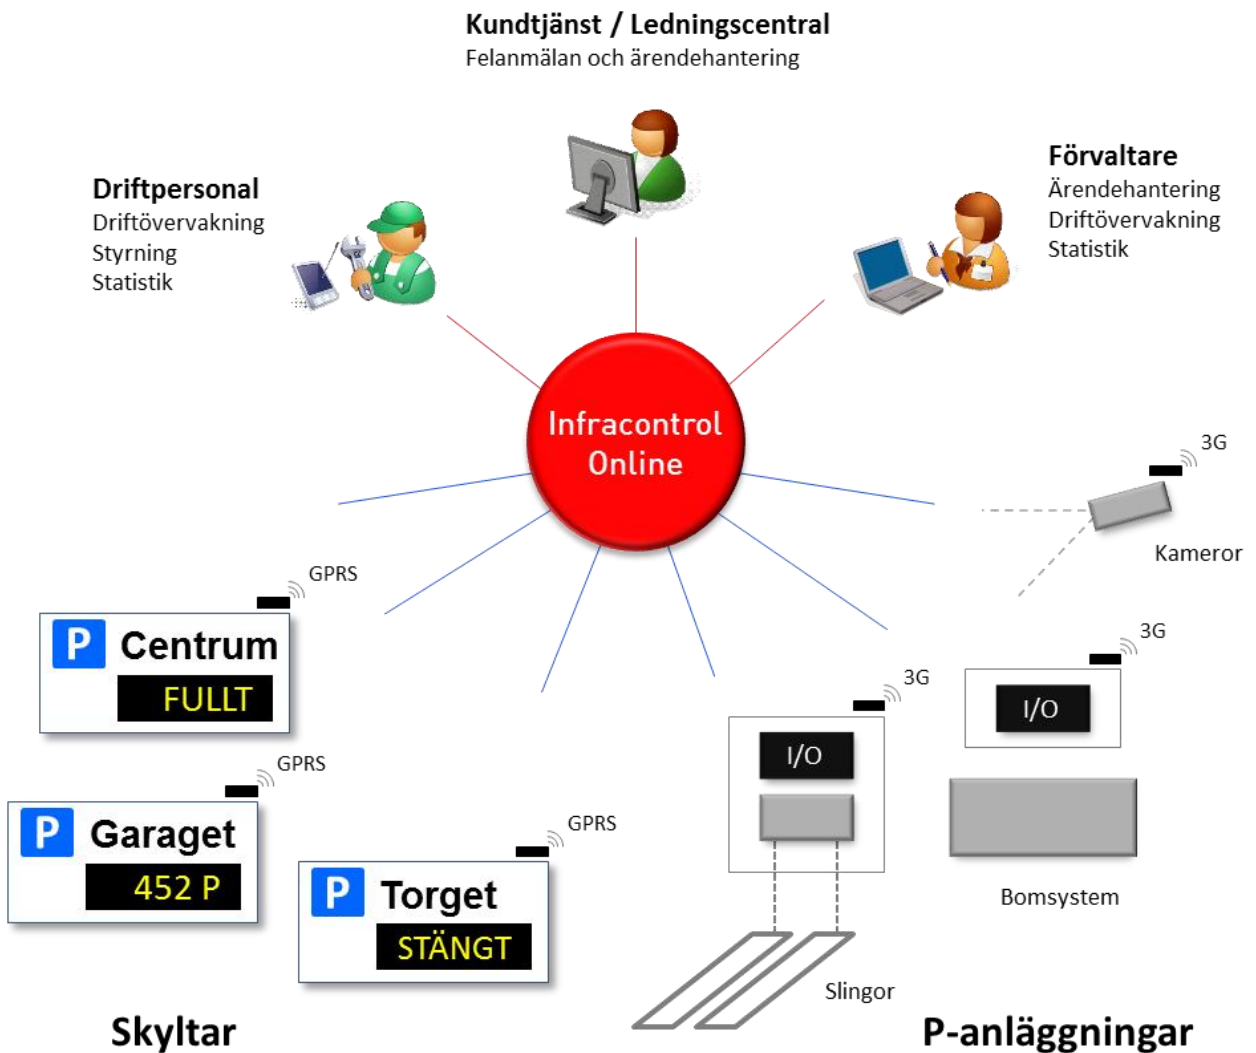 Kundtjänst / Ledningscentral
Felanmälan och ärendehantering
Driftpersonal
Driftövervakning
Styrning
Statistik
Förvaltare
Ärendehantering
Driftövervakning
Statistik
Infracontrol
Online
3G
Kameror
GPRS
P Centrum
FULLT
3G
I/O
3G
I/O
GPRS
P Garaget
452 P
GPRS
P Torget
STÄNGT
Bomsystem
Slingor
Skyltar
P-anläggningar